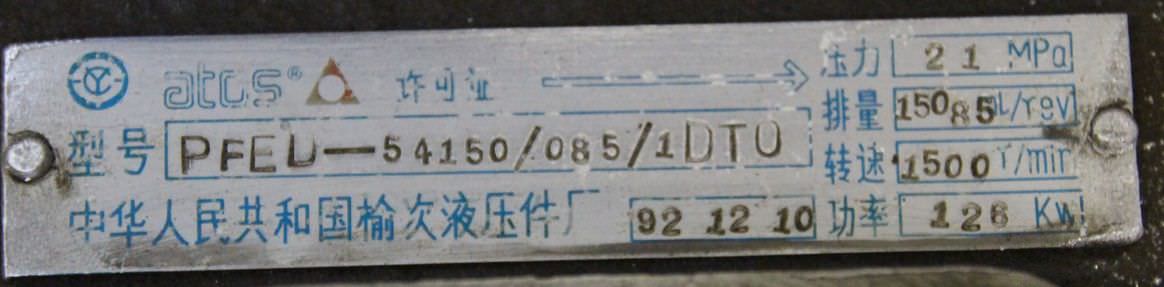 atos® 许可证
型号 PFED-54150/085/1DTO
中华人民共和国榆次液压件厂 92 12 10
压力 21 MPa
排量 150 85 mL/rev
转速 1500 r/min
功率 126 Kw